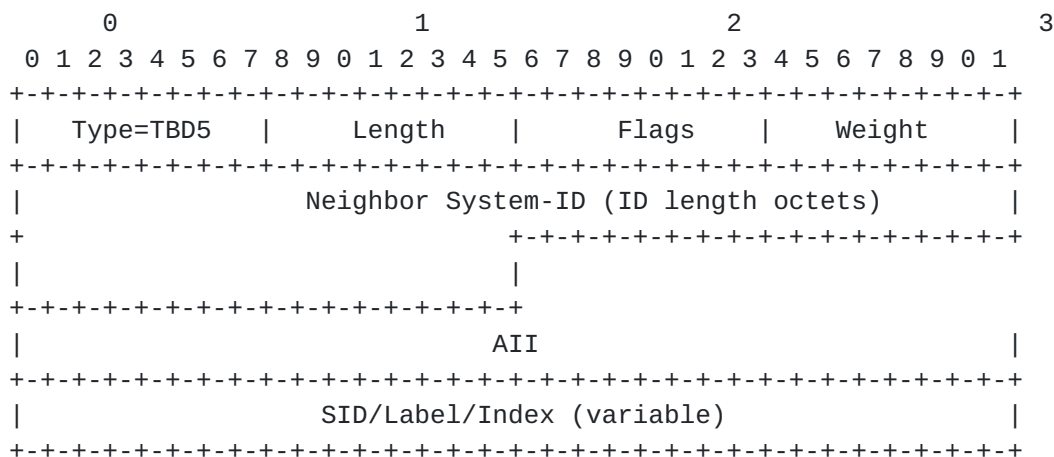 0                   1                   2                   3
 0 1 2 3 4 5 6 7 8 9 0 1 2 3 4 5 6 7 8 9 0 1 2 3 4 5 6 7 8 9 0 1
+-+-+-+-+-+-+-+-+-+-+-+-+-+-+-+-+-+-+-+-+-+-+-+-+-+-+-+-+-+-+-+-+
|   Type=TBD5   |     Length    |      Flags    |    Weight     |
+-+-+-+-+-+-+-+-+-+-+-+-+-+-+-+-+-+-+-+-+-+-+-+-+-+-+-+-+-+-+-+-+
|                  Neighbor System-ID (ID length octets)        |
+                               +-+-+-+-+-+-+-+-+-+-+-+-+-+-+-+-+
|                               |
+-+-+-+-+-+-+-+-+-+-+-+-+-+-+-+-+
|                              AII                              |
+-+-+-+-+-+-+-+-+-+-+-+-+-+-+-+-+-+-+-+-+-+-+-+-+-+-+-+-+-+-+-+-+
|                   SID/Label/Index (variable)                  |
+-+-+-+-+-+-+-+-+-+-+-+-+-+-+-+-+-+-+-+-+-+-+-+-+-+-+-+-+-+-+-+-+